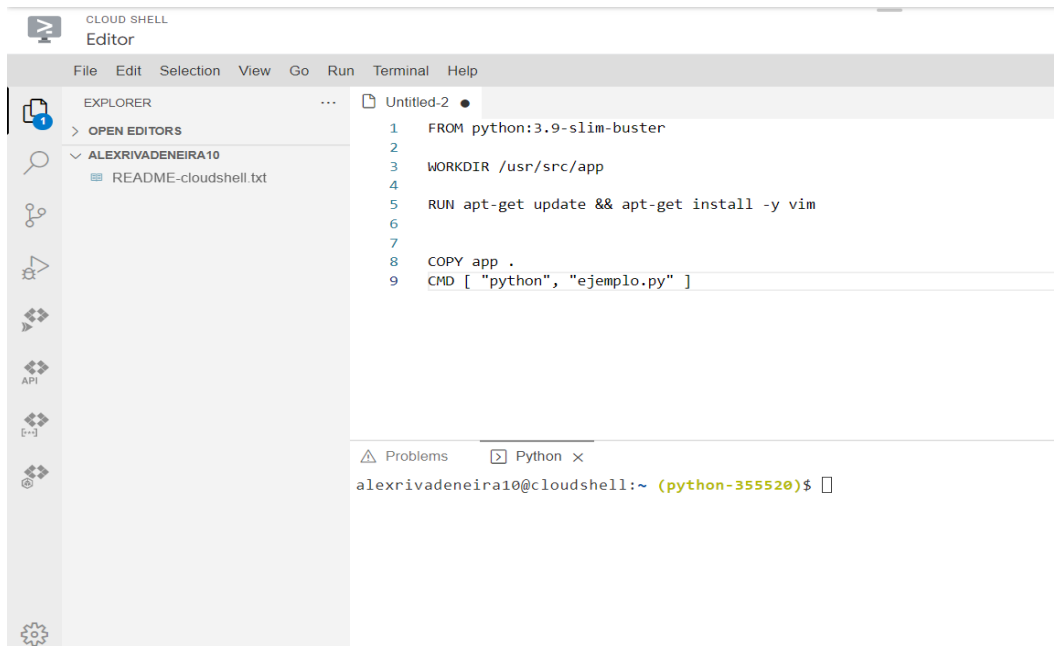 CLOUD SHELL
Editor
File Edit Selection View Go Run Terminal Help
EXPLORER ...
OPEN EDITORS
ALEXRIVADENEIRA10
README-cloudshell.txt
1
API
Untitled-2
1 FROM python:3.9-slim-buster
2
3 WORKDIR /usr/src/app
4
5 RUN apt-get update && apt-get install -y vim
6
7
8 COPY app .
9 CMD [ "python", "ejemplo.py" ]
Problems Python
alexrivadeneira10@cloudshell:~ (python-355520)$